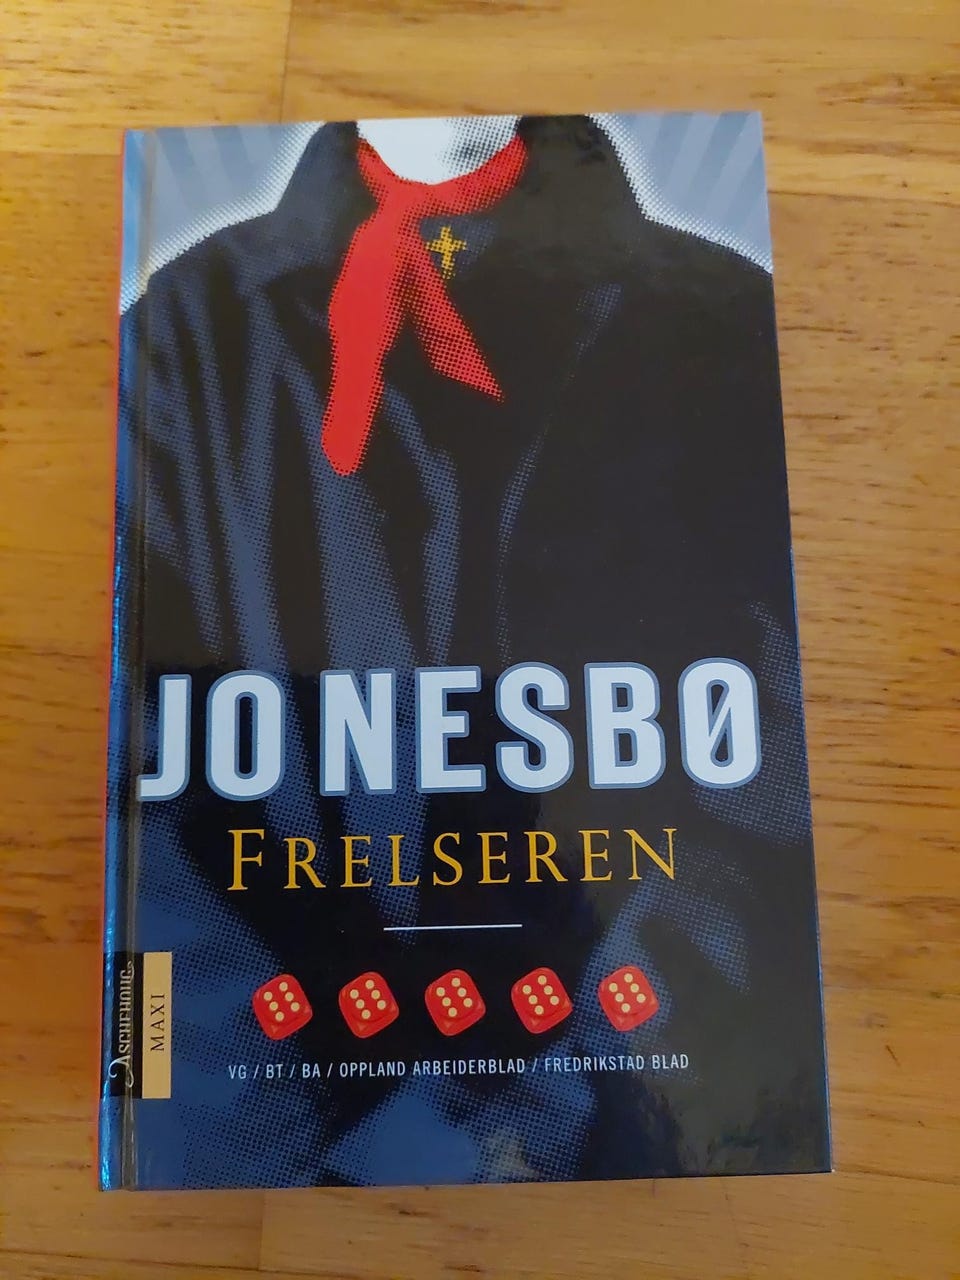 JO NESBØ
FRELSEREN
VG / BT / BA / OPPLAND ARBEIDERBLAD / FREDRIKSTAD BLAD
ASCHEHOUG
MAXI